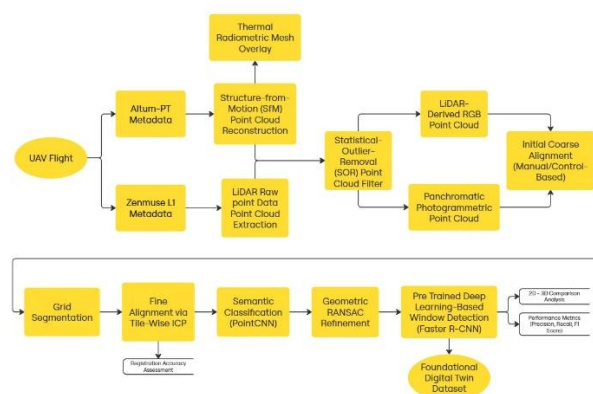 Thermal
Radiometric Mesh
Overlay
Altum-PT
Metadata
Structure-from-
Motion (SfM)
Point Cloud
Reconstruction
UAV Flight
Zenmuse L1
Metadata
LiDAR Raw
point Data
Point Cloud
Extraction
Statistical-
Outlier-
Removal
(SOR) Point
Cloud Filter
LiDAR-
Derived RGB
Point Cloud
Panchromatic
Photogrammetric
Point Cloud
Initial Coarse
Alignment
(Manual/Control-
Based)
Grid
Segmentation
Fine
Alignment via
Tile-Wise ICP
Registration Accuracy
Assessment
Semantic
Classification
(PointCNN)
Geometric
RANSAC
Refinement
Pre Trained Deep
Learning-Based
Window Detection
(Faster R-CNN)
2D - 3D Comparison
Analysis
Performance Metrics
(Precision, Recall, F1
Score)
Foundational
Digital Twin
Dataset